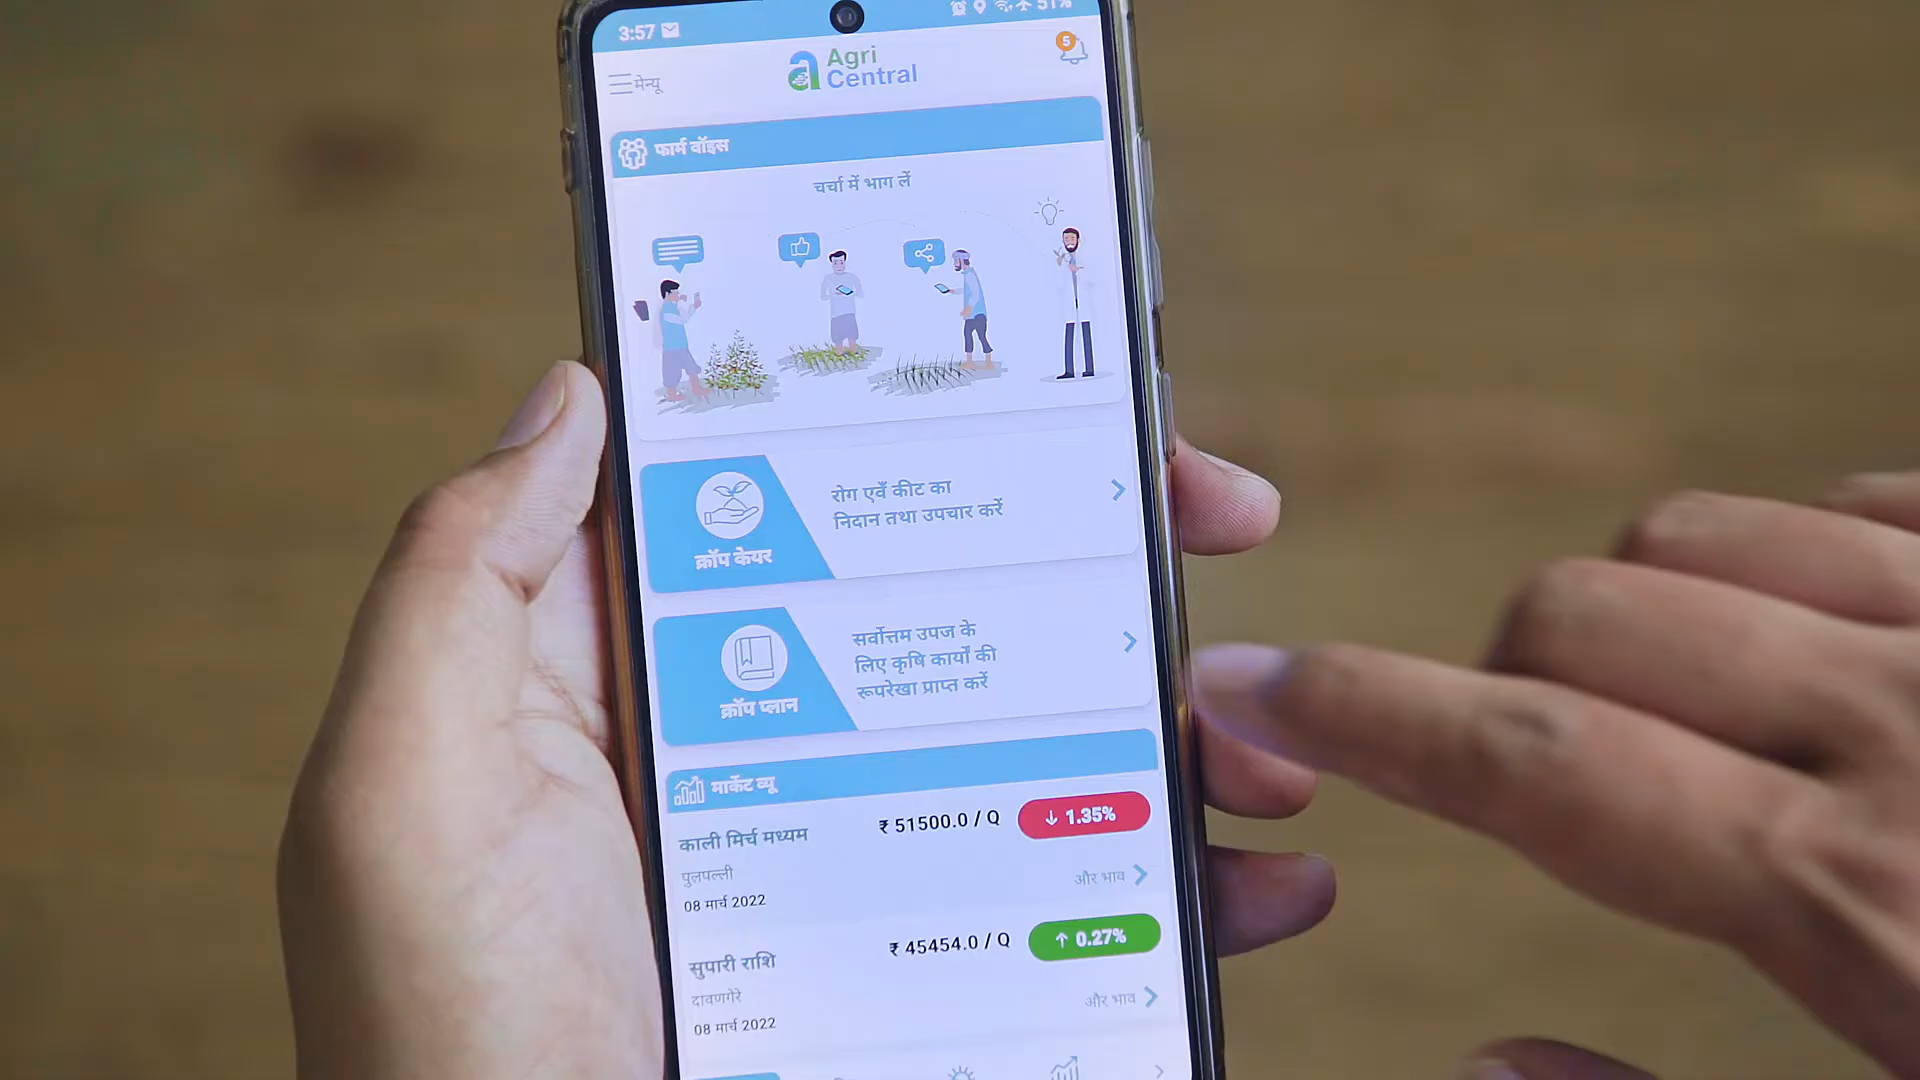 3:57
51%
मेन्यू
Agri
Central
5
फार्म वॉइस
चर्चा में भाग लें
रोग एवँ कीट का
निदान तथा उपचार करें
क्रॉप केयर
सर्वोत्तम उपज के
लिए कृषि कार्यों की
रूपरेखा प्राप्त करें
क्रॉप प्लान
मार्केट व्यू
काली मिर्च मध्यम ₹ 51500.0 / Q ↓ 1.35%
पुलपल्ली और भाव
08 मार्च 2022
सुपारी राशि ₹ 45454.0 / Q ↑ 0.27%
दावणगेरे और भाव
08 मार्च 2022